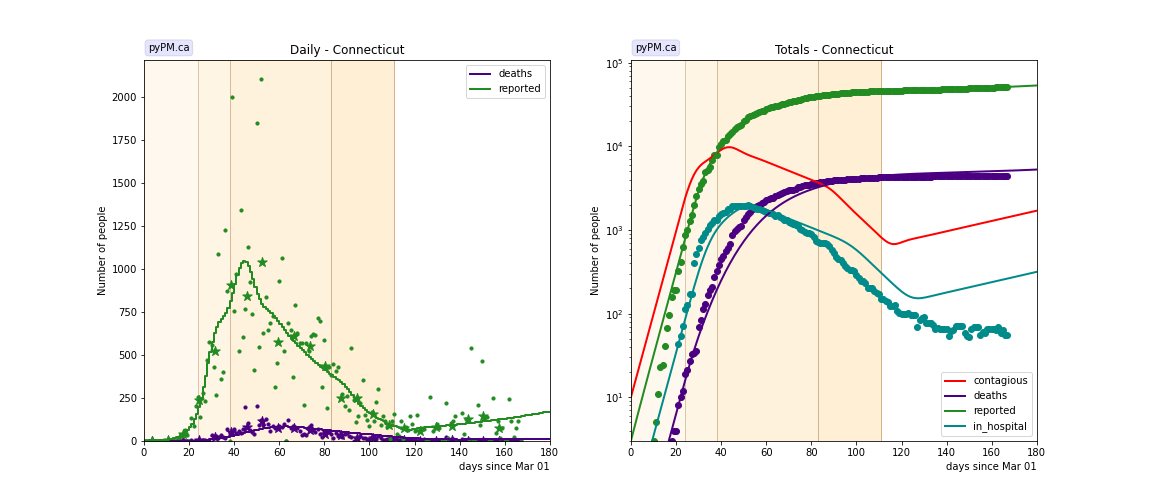 pyPM.ca
Daily - Connecticut
deaths
reported
Number of people
2000
1750
1500
1250
1000
750
500
250
0
0 20 40 60 80 100 120 140 160 180
days since Mar 01
pyPM.ca
Totals - Connecticut
Number of people
10^5
10^4
10^3
10^2
10^1
contagious
deaths
reported
in_hospital
0 20 40 60 80 100 120 140 160 180
days since Mar 01